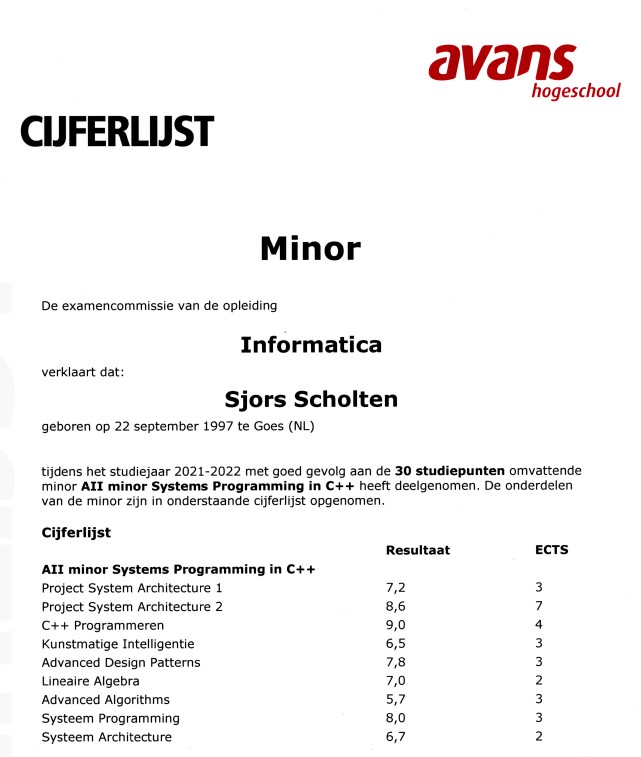 avans
hogeschool
CIJFERLIJST
Minor
De examencommissie van de opleiding
Informatica
verklaart dat:
Sjors Scholten
geboren op 22 september 1997 te Goes (NL)
tijdens het studiejaar 2021-2022 met goed gevolg aan de 30 studiepunten omvattende
minor AII minor Systems Programming in C++ heeft deelgenomen. De onderdelen
van de minor zijn in onderstaande cijferlijst opgenomen.
Cijferlijst
Resultaat ECTS
AII minor Systems Programming in C++
Project System Architecture 1 7,2 3
Project System Architecture 2 8,6 7
C++ Programmeren 9,0 4
Kunstmatige Intelligentie 6,5 3
Advanced Design Patterns 7,8 3
Lineaire Algebra 7,0 2
Advanced Algorithms 5,7 3
Systeem Programming 8,0 3
Systeem Architecture 6,7 2